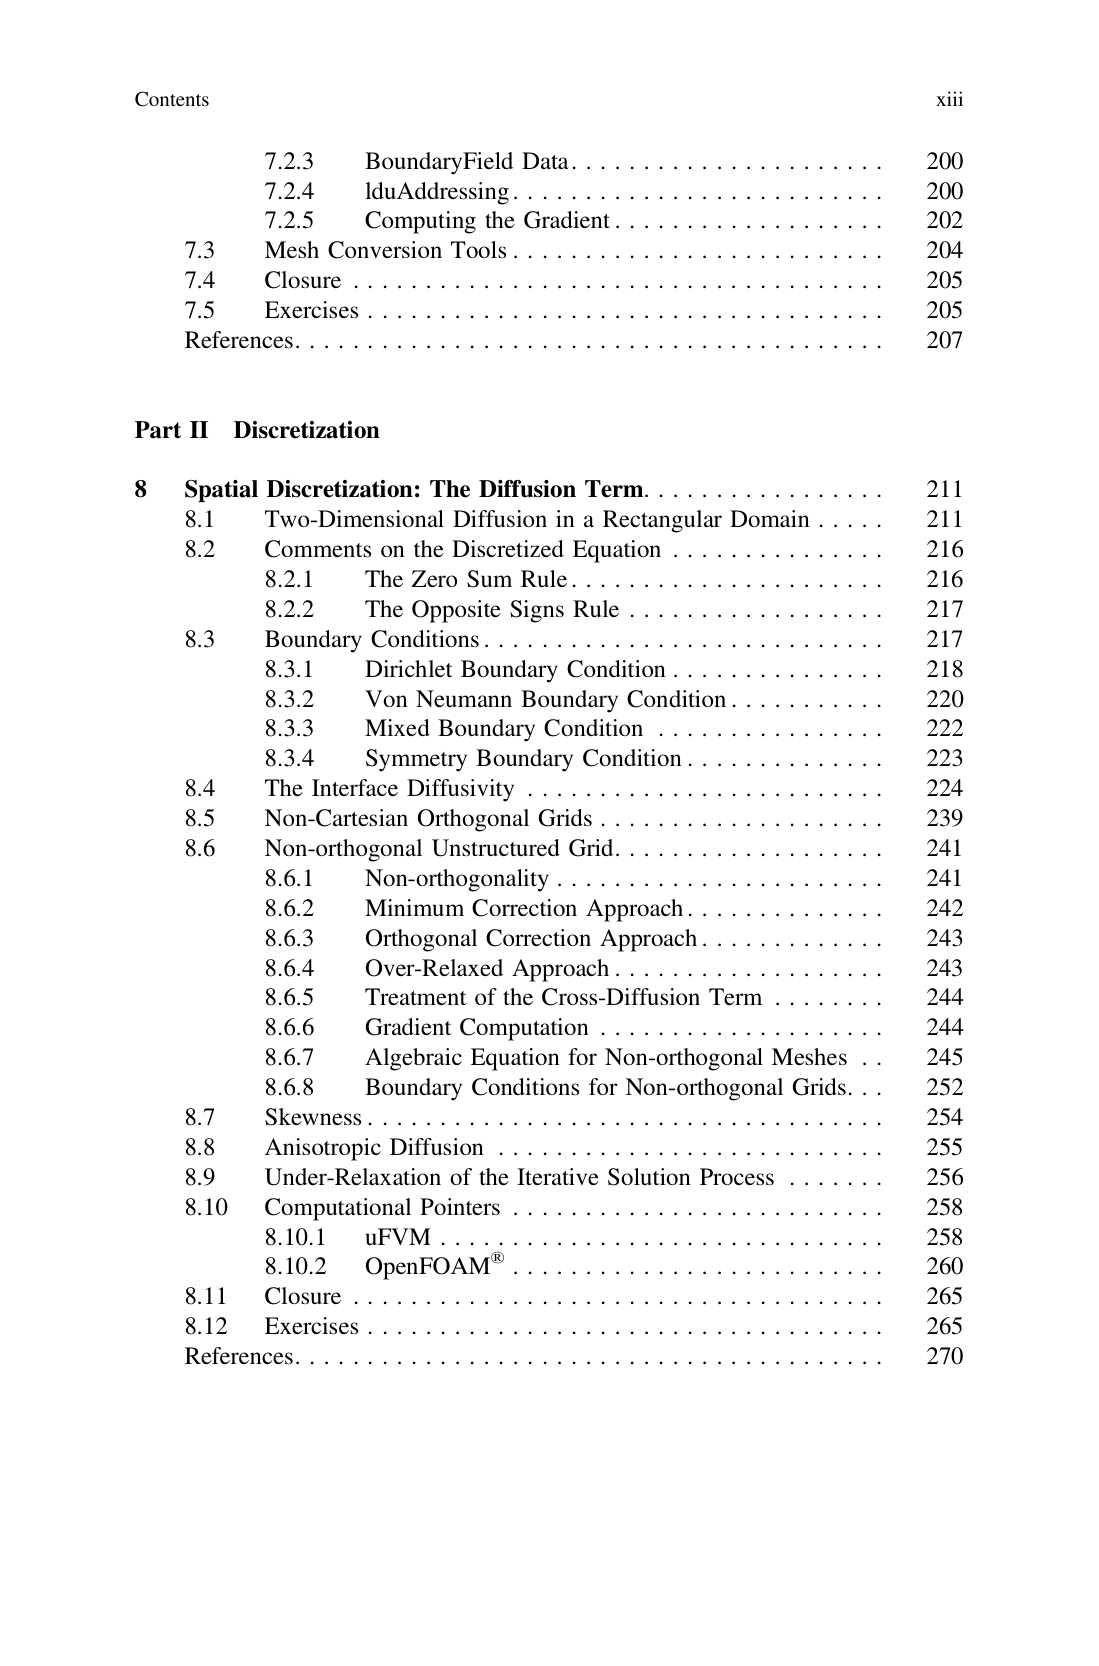 Contents xiii
7.2.3 BoundaryField Data. . . . . . . . . . . . . . . . . . . . . . 200
7.2.4 lduAddressing. . . . . . . . . . . . . . . . . . . . . . . . . . 200
7.2.5 Computing the Gradient . . . . . . . . . . . . . . . . . . . 202
7.3 Mesh Conversion Tools . . . . . . . . . . . . . . . . . . . . . . . . . . 204
7.4 Closure . . . . . . . . . . . . . . . . . . . . . . . . . . . . . . . . . . . . . 205
7.5 Exercises . . . . . . . . . . . . . . . . . . . . . . . . . . . . . . . . . . . . 205
References. . . . . . . . . . . . . . . . . . . . . . . . . . . . . . . . . . . . . . . . . 207
Part II Discretization
8 Spatial Discretization: The Diffusion Term. . . . . . . . . . . . . . . . . 211
8.1 Two-Dimensional Diffusion in a Rectangular Domain . . . . . 211
8.2 Comments on the Discretized Equation . . . . . . . . . . . . . . . 216
8.2.1 The Zero Sum Rule . . . . . . . . . . . . . . . . . . . . . . 216
8.2.2 The Opposite Signs Rule . . . . . . . . . . . . . . . . . . 217
8.3 Boundary Conditions . . . . . . . . . . . . . . . . . . . . . . . . . . . . 217
8.3.1 Dirichlet Boundary Condition . . . . . . . . . . . . . . . 218
8.3.2 Von Neumann Boundary Condition . . . . . . . . . . . 220
8.3.3 Mixed Boundary Condition . . . . . . . . . . . . . . . . 222
8.3.4 Symmetry Boundary Condition . . . . . . . . . . . . . . 223
8.4 The Interface Diffusivity . . . . . . . . . . . . . . . . . . . . . . . . . 224
8.5 Non-Cartesian Orthogonal Grids . . . . . . . . . . . . . . . . . . . . 239
8.6 Non-orthogonal Unstructured Grid. . . . . . . . . . . . . . . . . . . 241
8.6.1 Non-orthogonality . . . . . . . . . . . . . . . . . . . . . . . 241
8.6.2 Minimum Correction Approach . . . . . . . . . . . . . . 242
8.6.3 Orthogonal Correction Approach . . . . . . . . . . . . . 243
8.6.4 Over-Relaxed Approach . . . . . . . . . . . . . . . . . . . 243
8.6.5 Treatment of the Cross-Diffusion Term . . . . . . . . 244
8.6.6 Gradient Computation . . . . . . . . . . . . . . . . . . . . 244
8.6.7 Algebraic Equation for Non-orthogonal Meshes . . 245
8.6.8 Boundary Conditions for Non-orthogonal Grids. . . 252
8.7 Skewness . . . . . . . . . . . . . . . . . . . . . . . . . . . . . . . . . . . . 254
8.8 Anisotropic Diffusion . . . . . . . . . . . . . . . . . . . . . . . . . . . 255
8.9 Under-Relaxation of the Iterative Solution Process . . . . . . . 256
8.10 Computational Pointers . . . . . . . . . . . . . . . . . . . . . . . . . . 258
8.10.1 uFVM . . . . . . . . . . . . . . . . . . . . . . . . . . . . . . . 258
8.10.2 OpenFOAM® . . . . . . . . . . . . . . . . . . . . . . . . . . 260
8.11 Closure . . . . . . . . . . . . . . . . . . . . . . . . . . . . . . . . . . . . . 265
8.12 Exercises . . . . . . . . . . . . . . . . . . . . . . . . . . . . . . . . . . . . 265
References. . . . . . . . . . . . . . . . . . . . . . . . . . . . . . . . . . . . . . . . . 270